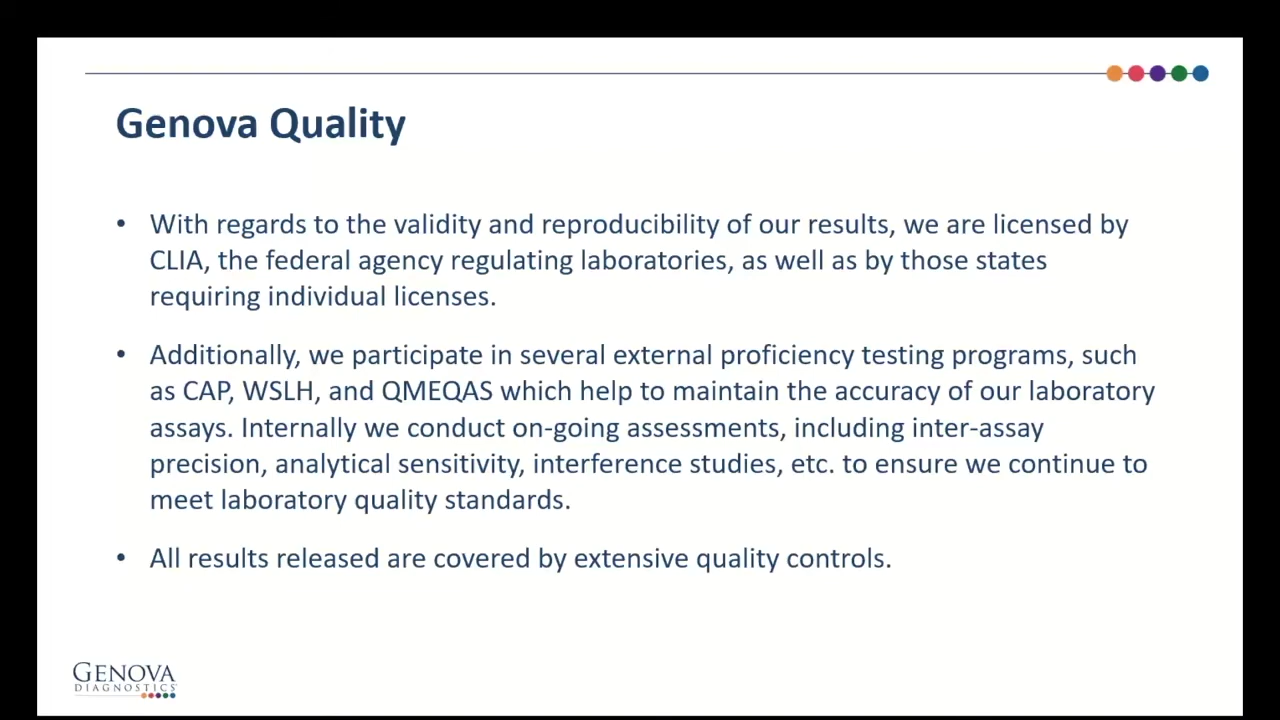 Genova Quality
• With regards to the validity and reproducibility of our results, we are licensed by
CLIA, the federal agency regulating laboratories, as well as by those states
requiring individual licenses.
• Additionally, we participate in several external proficiency testing programs, such
as CAP, WSLH, and QMEQAS which help to maintain the accuracy of our laboratory
assays. Internally we conduct on-going assessments, including inter-assay
precision, analytical sensitivity, interference studies, etc. to ensure we continue to
meet laboratory quality standards.
• All results released are covered by extensive quality controls.
GENOVA
DIAGNOSTICS